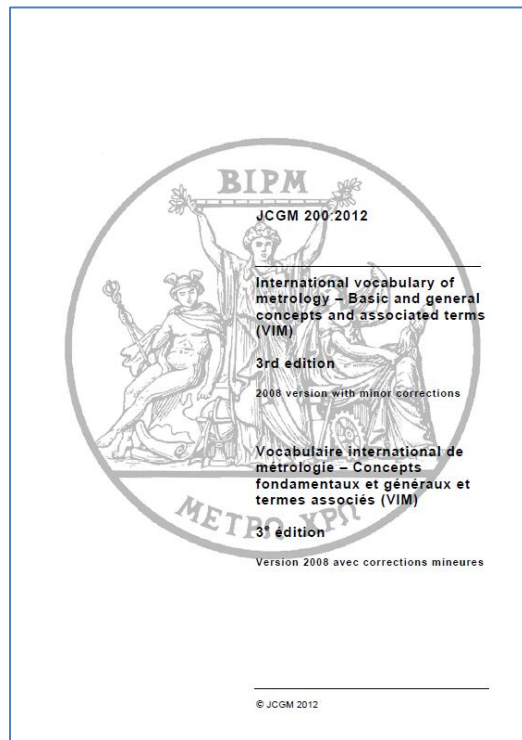 BIPM
JCGM 200:2012
International vocabulary of
metrology – Basic and general
concepts and associated terms
(VIM)
3rd edition
2008 version with minor corrections
Vocabulaire international de
métrologie – Concepts
fondamentaux et généraux et
termes associés (VIM)
ΜΕΤΡΩ ΧΡΩ
3e édition
Version 2008 avec corrections mineures
© JCGM 2012